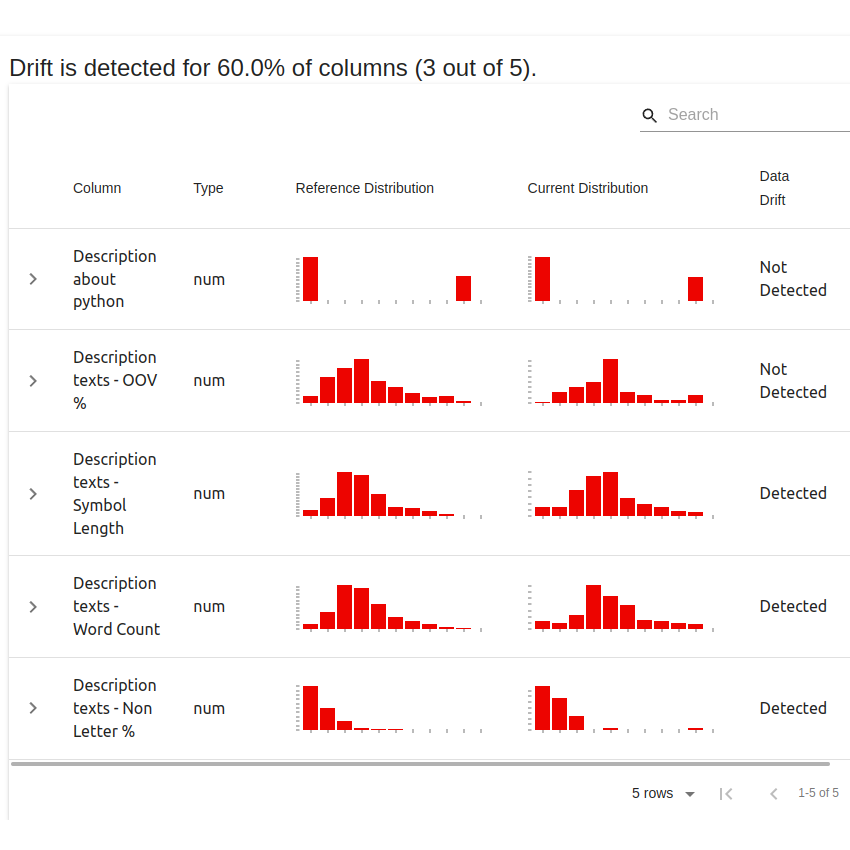 Drift is detected for 60.0% of columns (3 out of 5).
Search
Column
Type
Reference Distribution
Current Distribution
Data
Drift
Description
about
python
num
Not
Detected
Description
texts - OOV
%
num
Not
Detected
Description
texts -
Symbol
Length
num
Detected
Description
texts -
Word Count
num
Detected
Description
texts - Non
Letter %
num
Detected
5 rows
1-5 of 5